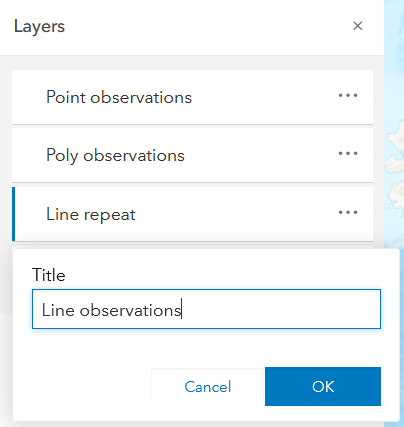 Layers
Point observations
Poly observations
Line repeat
Title
Line observations
Cancel OK